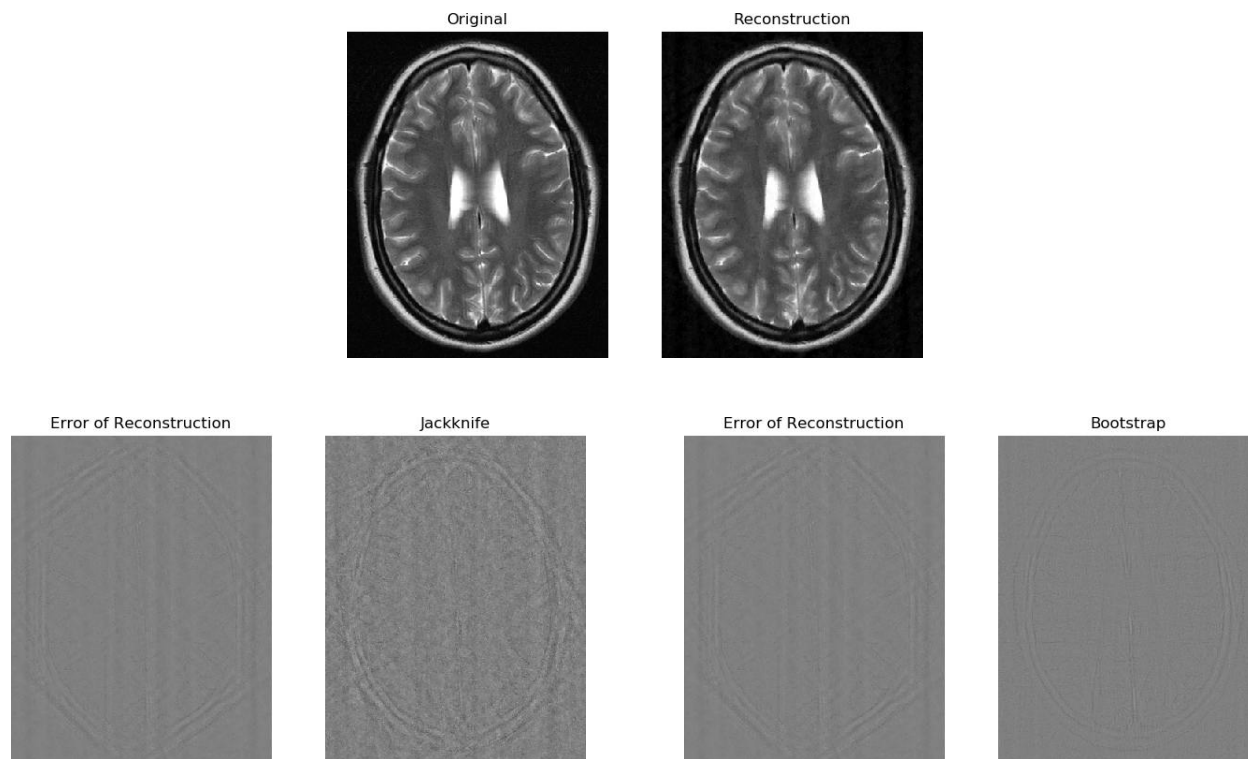 Original
Reconstruction
Error of Reconstruction
Jackknife
Error of Reconstruction
Bootstrap